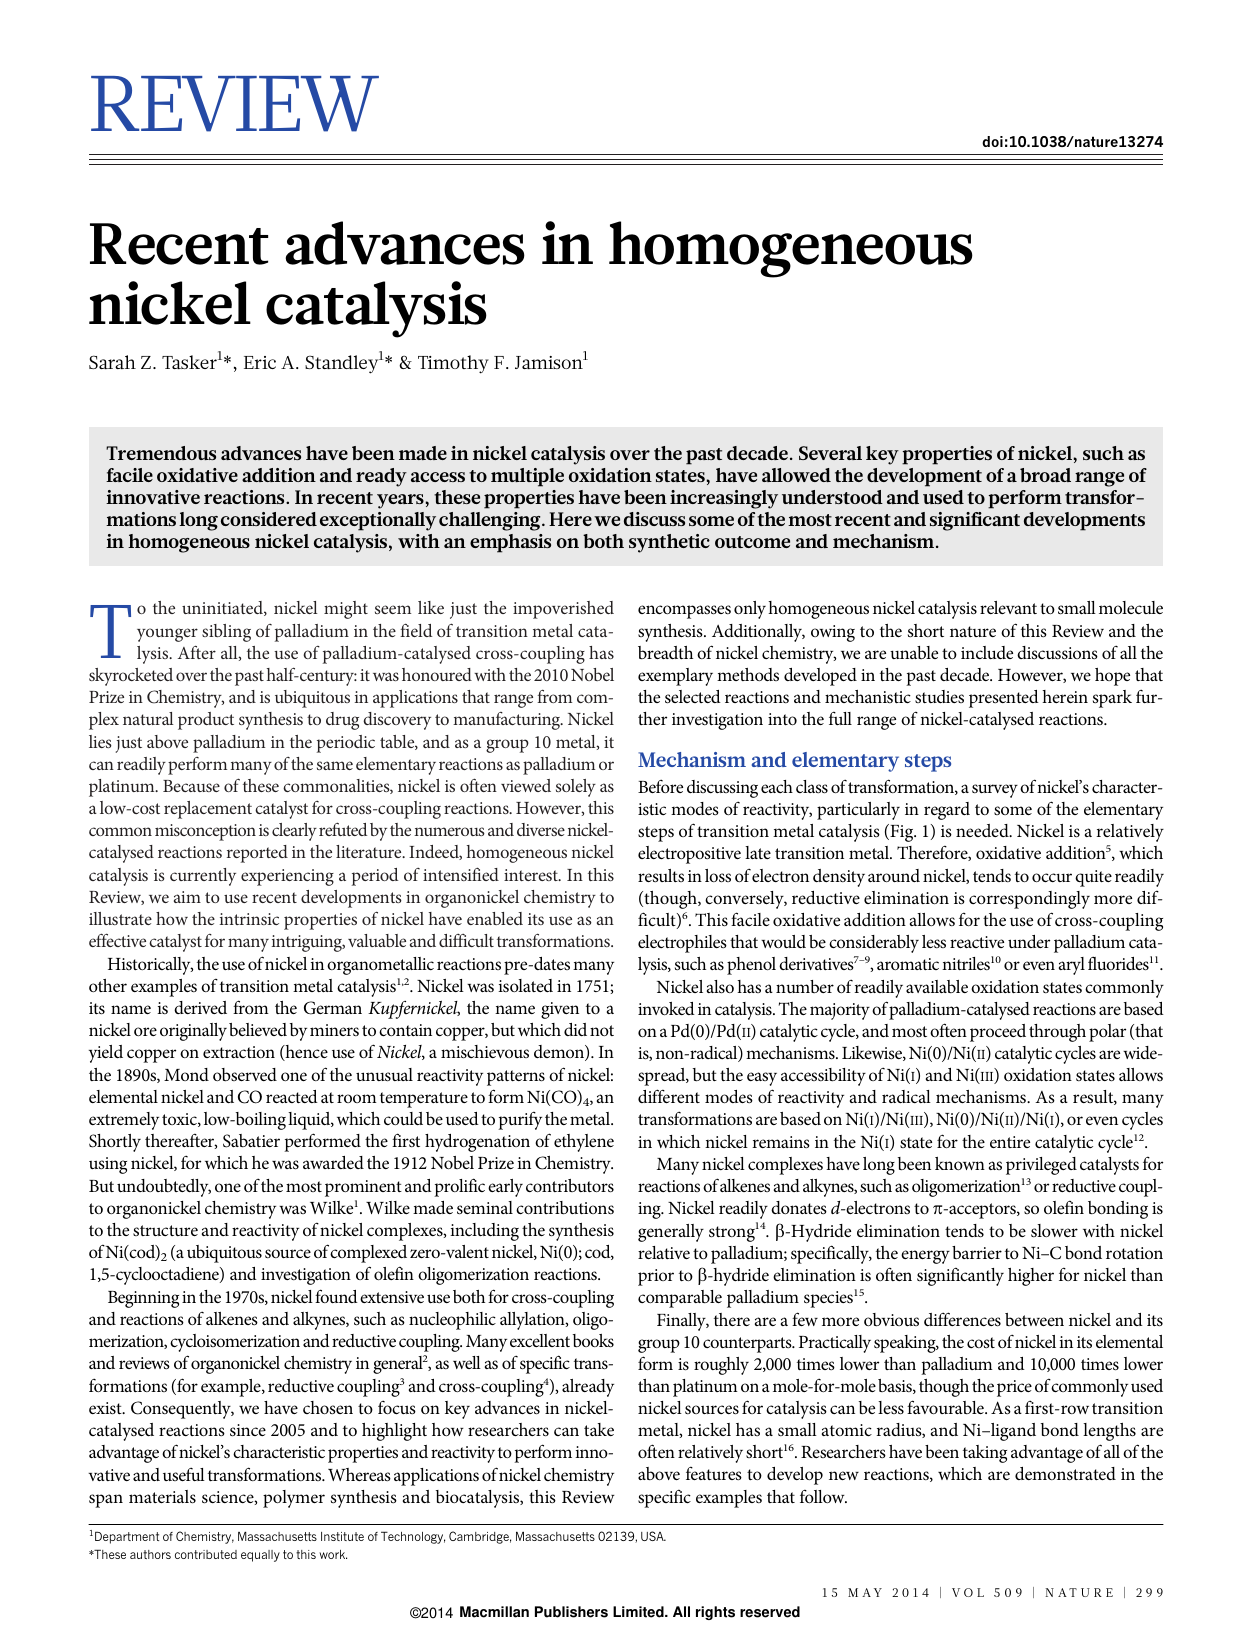 REVIEW
doi:10.1038/nature13274
Recent advances in homogeneous
nickel catalysis
Sarah Z. Tasker1*, Eric A. Standley1* & Timothy F. Jamison1
Tremendous advances have been made in nickel catalysis over the past decade. Several key properties of nickel, such as
facile oxidative addition and ready access to multiple oxidation states, have allowed the development of a broad range of
innovative reactions. In recent years, these properties have been increasingly understood and used to perform transfor-
mations long considered exceptionally challenging. Here we discuss some of the most recent and significant developments
in homogeneous nickel catalysis, with an emphasis on both synthetic outcome and mechanism.
To the uninitiated, nickel might seem like just the impoverished
younger sibling of palladium in the field of transition metal cata-
lysis. After all, the use of palladium-catalysed cross-coupling has
skyrocketed over the past half-century: it was honoured with the 2010 Nobel
Prize in Chemistry, and is ubiquitous in applications that range from com-
plex natural product synthesis to drug discovery to manufacturing. Nickel
lies just above palladium in the periodic table, and as a group 10 metal, it
can readily perform many of the same elementary reactions as palladium or
platinum. Because of these commonalities, nickel is often viewed solely as
a low-cost replacement catalyst for cross-coupling reactions. However, this
common misconception is clearly refuted by the numerous and diverse nickel-
catalysed reactions reported in the literature. Indeed, homogeneous nickel
catalysis is currently experiencing a period of intensified interest. In this
Review, we aim to use recent developments in organonickel chemistry to
illustrate how the intrinsic properties of nickel have enabled its use as an
effective catalyst for many intriguing, valuable and difficult transformations.
Historically, the use of nickel in organometallic reactions pre-dates many
other examples of transition metal catalysis1,2. Nickel was isolated in 1751;
its name is derived from the German Kupfernickel, the name given to a
nickel ore originally believed by miners to contain copper, but which did not
yield copper on extraction (hence use of Nickel, a mischievous demon). In
the 1890s, Mond observed one of the unusual reactivity patterns of nickel:
elemental nickel and CO reacted at room temperature to form Ni(CO)4, an
extremely toxic, low-boiling liquid, which could be used to purify the metal.
Shortly thereafter, Sabatier performed the first hydrogenation of ethylene
using nickel, for which he was awarded the 1912 Nobel Prize in Chemistry.
But undoubtedly, one of the most prominent and prolific early contributors
to organonickel chemistry was Wilke1. Wilke made seminal contributions
to the structure and reactivity of nickel complexes, including the synthesis
of Ni(cod)2 (a ubiquitous source of complexed zero-valent nickel, Ni(0); cod,
1,5-cyclooctadiene) and investigation of olefin oligomerization reactions.
Beginning in the 1970s, nickel found extensive use both for cross-coupling
and reactions of alkenes and alkynes, such as nucleophilic allylation, oligo-
merization, cycloisomerization and reductive coupling. Many excellent books
and reviews of organonickel chemistry in general2, as well as of specific trans-
formations (for example, reductive coupling3 and cross-coupling4), already
exist. Consequently, we have chosen to focus on key advances in nickel-
catalysed reactions since 2005 and to highlight how researchers can take
advantage of nickel's characteristic properties and reactivity to perform inno-
vative and useful transformations. Whereas applications of nickel chemistry
span materials science, polymer synthesis and biocatalysis, this Review
encompasses only homogeneous nickel catalysis relevant to small molecule
synthesis. Additionally, owing to the short nature of this Review and the
breadth of nickel chemistry, we are unable to include discussions of all the
exemplary methods developed in the past decade. However, we hope that
the selected reactions and mechanistic studies presented herein spark fur-
ther investigation into the full range of nickel-catalysed reactions.
Mechanism and elementary steps
Before discussing each class of transformation, a survey of nickel's character-
istic modes of reactivity, particularly in regard to some of the elementary
steps of transition metal catalysis (Fig. 1) is needed. Nickel is a relatively
electropositive late transition metal. Therefore, oxidative addition5, which
results in loss of electron density around nickel, tends to occur quite readily
(though, conversely, reductive elimination is correspondingly more dif-
ficult)6. This facile oxidative addition allows for the use of cross-coupling
electrophiles that would be considerably less reactive under palladium cata-
lysis, such as phenol derivatives7–9, aromatic nitriles10 or even aryl fluorides11.
Nickel also has a number of readily available oxidation states commonly
invoked in catalysis. The majority of palladium-catalysed reactions are based
on a Pd(0)/Pd(II) catalytic cycle, and most often proceed through polar (that
is, non-radical) mechanisms. Likewise, Ni(0)/Ni(II) catalytic cycles are wide-
spread, but the easy accessibility of Ni(I) and Ni(III) oxidation states allows
different modes of reactivity and radical mechanisms. As a result, many
transformations are based on Ni(I)/Ni(III), Ni(0)/Ni(II)/Ni(I), or even cycles
in which nickel remains in the Ni(I) state for the entire catalytic cycle12.
Many nickel complexes have long been known as privileged catalysts for
reactions of alkenes and alkynes, such as oligomerization13 or reductive coupl-
ing. Nickel readily donates d-electrons to π-acceptors, so olefin bonding is
generally strong14. β-Hydride elimination tends to be slower with nickel
relative to palladium; specifically, the energy barrier to Ni–C bond rotation
prior to β-hydride elimination is often significantly higher for nickel than
comparable palladium species15.
Finally, there are a few more obvious differences between nickel and its
group 10 counterparts. Practically speaking, the cost of nickel in its elemental
form is roughly 2,000 times lower than palladium and 10,000 times lower
than platinum on a mole-for-mole basis, though the price of commonly used
nickel sources for catalysis can be less favourable. As a first-row transition
metal, nickel has a small atomic radius, and Ni–ligand bond lengths are
often relatively short16. Researchers have been taking advantage of all of the
above features to develop new reactions, which are demonstrated in the
specific examples that follow.
1Department of Chemistry, Massachusetts Institute of Technology, Cambridge, Massachusetts 02139, USA.
*These authors contributed equally to this work.
15 MAY 2014 | VOL 509 | NATURE | 299
©2014 Macmillan Publishers Limited. All rights reserved